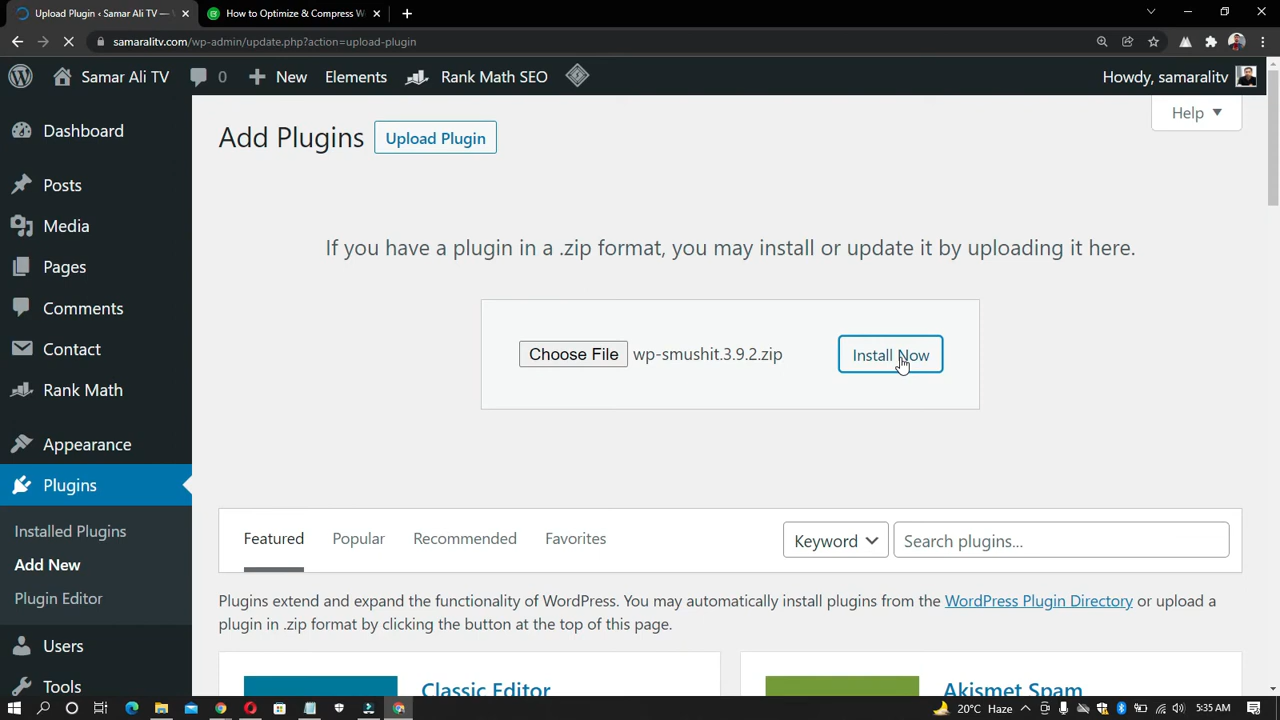 Upload Plugin ‹ Samar Ali TV — V
How to Optimize & Compress W
samaralitv.com/wp-admin/update.php?action=upload-plugin
Samar Ali TV
0
New
Elements
Rank Math SEO
Howdy, samaralitv
Dashboard
Posts
Media
Pages
Comments
Contact
Rank Math
Appearance
Plugins
Installed Plugins
Add New
Plugin Editor
Users
Tools
Help
Add Plugins
Upload Plugin
If you have a plugin in a .zip format, you may install or update it by uploading it here.
Choose File wp-smushit.3.9.2.zip
Install Now
Featured
Popular
Recommended
Favorites
Keyword
Search plugins...
Plugins extend and expand the functionality of WordPress. You may automatically install plugins from the WordPress Plugin Directory or upload a
plugin in .zip format by clicking the button at the top of this page.
Classic Editor
Akismet Spam
20°C Haze
5:35 AM